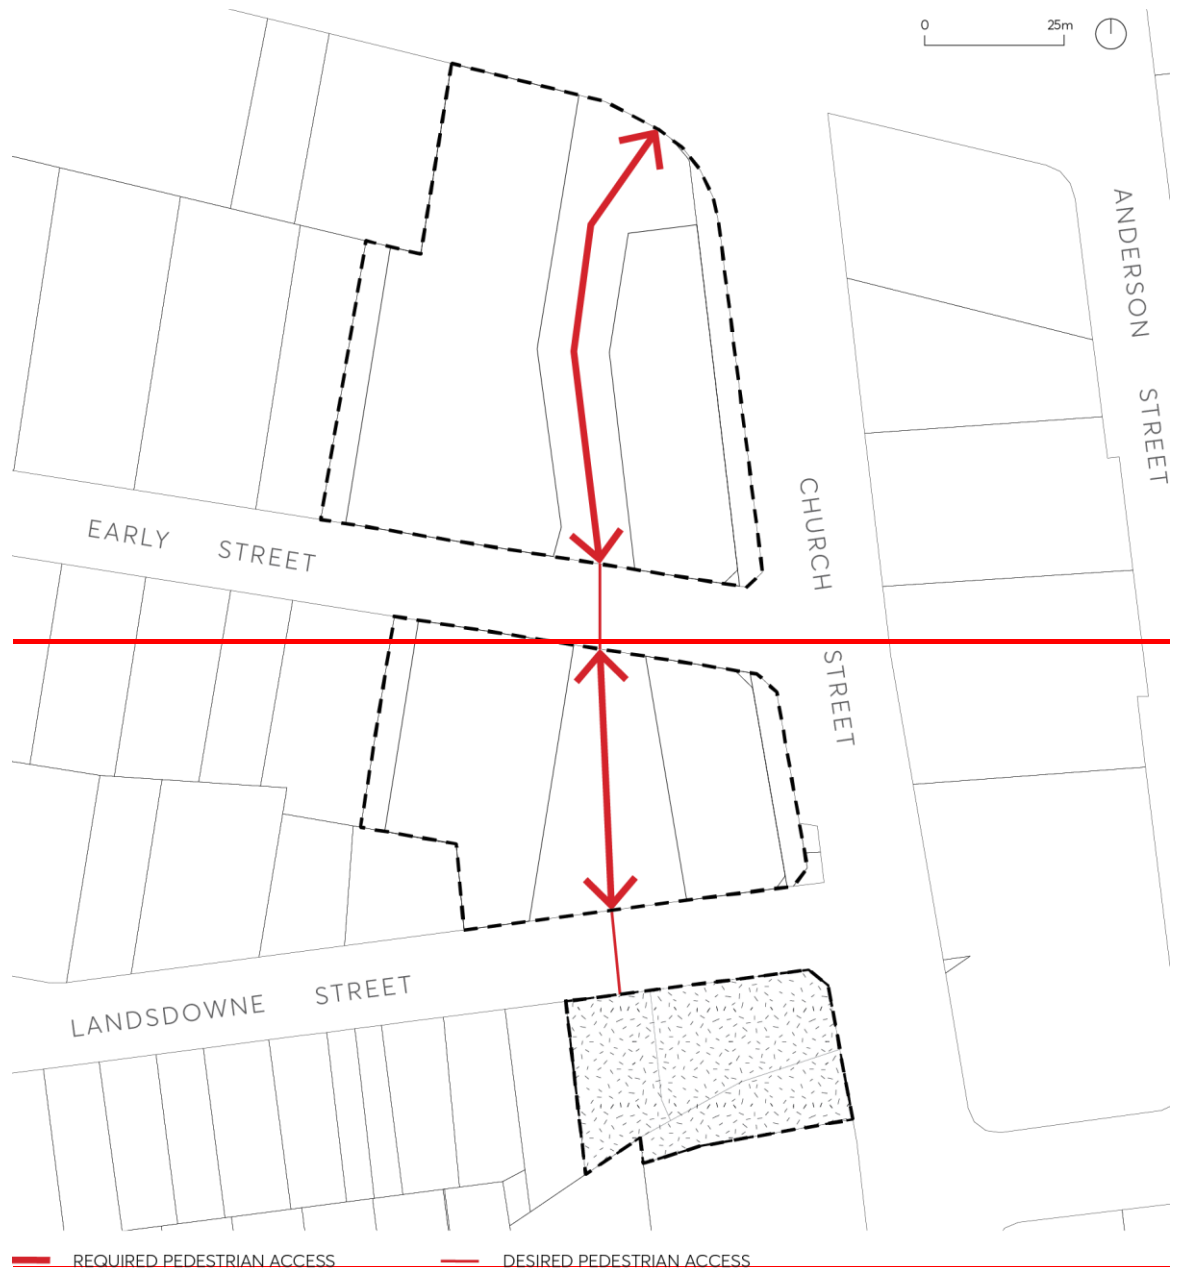 0 25m
ANDERSON STREET
CHURCH STREET
EARLY STREET
LANDSDOWNE STREET
REQUIRED PEDESTRIAN ACCESS DESIRED PEDESTRIAN ACCESS